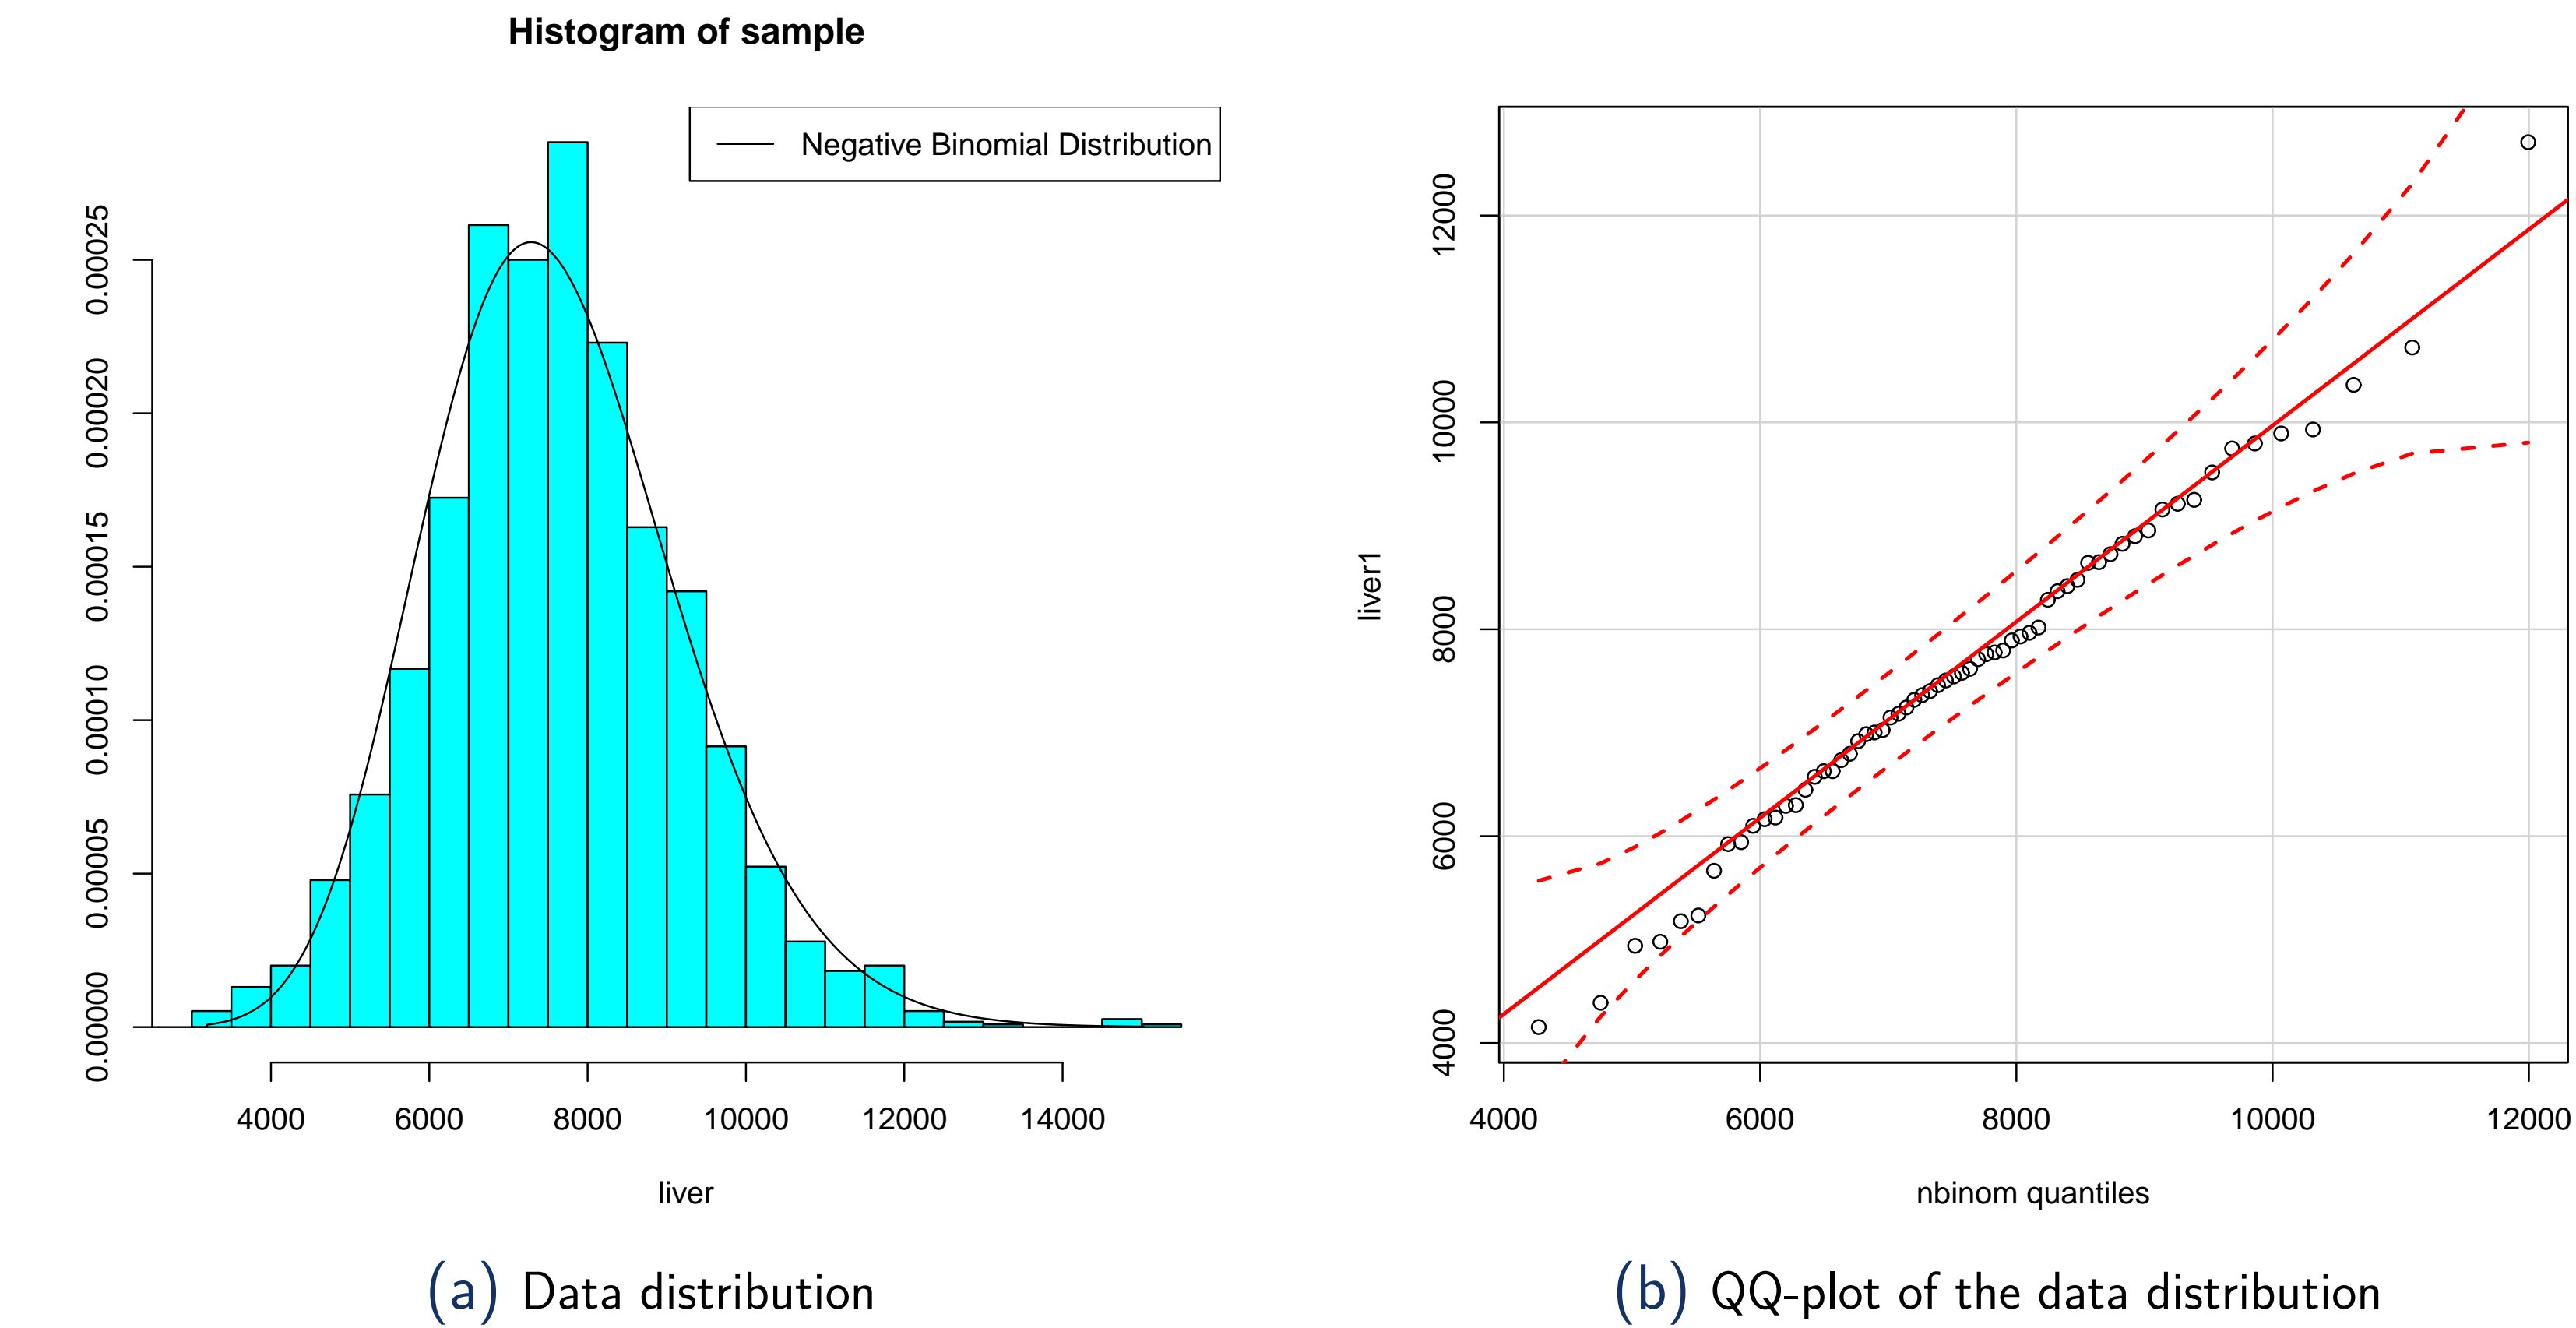 Histogram of sample
Negative Binomial Distribution
0.00025
0.00020
0.00015
0.00010
0.00005
0.00000
4000 6000 8000 10000 12000 14000
liver
(a) Data distribution
12000
10000
8000
6000
4000
liver1
4000 6000 8000 10000 12000
nbinom quantiles
(b) QQ-plot of the data distribution